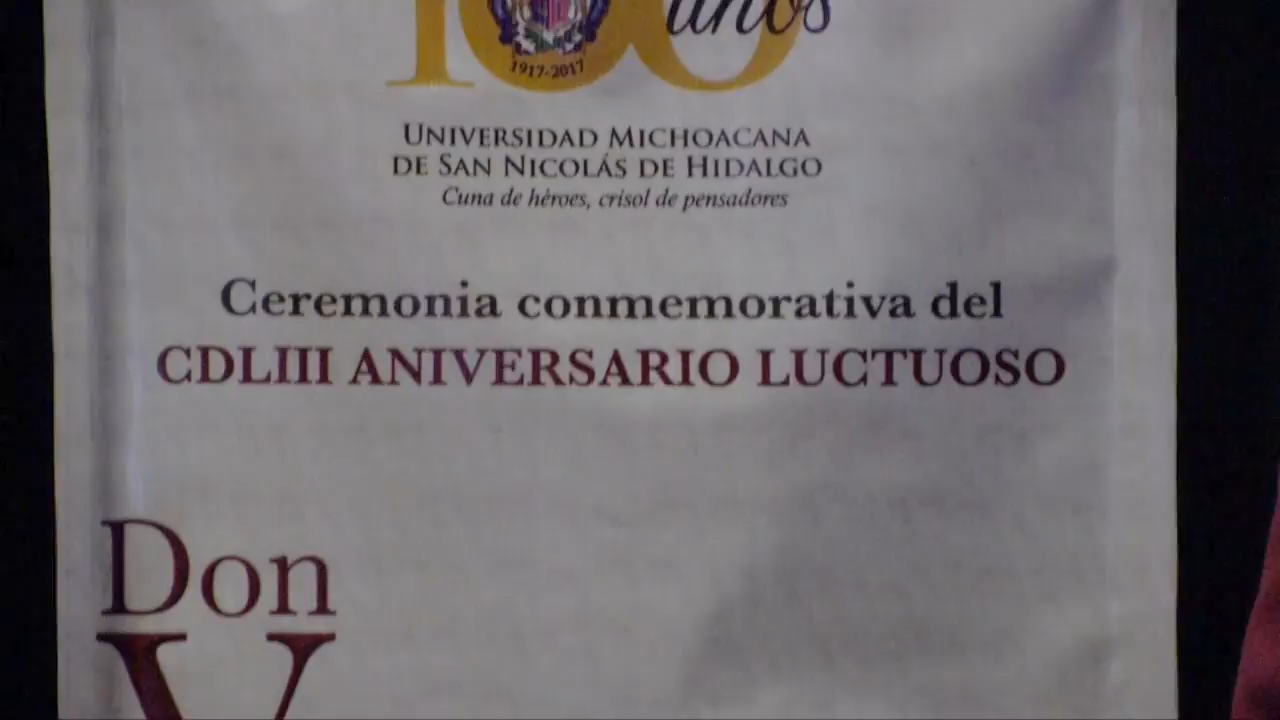 100 años
1917-2017
UNIVERSIDAD MICHOACANA
DE SAN NICOLÁS DE HIDALGO
Cuna de héroes, crisol de pensadores
Ceremonia conmemorativa del
CDLIII ANIVERSARIO LUCTUOSO
Don
V